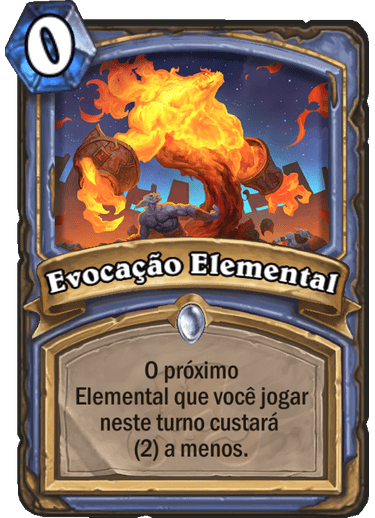 0
Evocação Elemental
O próximo
Elemental que você jogar
neste turno custará
(2) a menos.